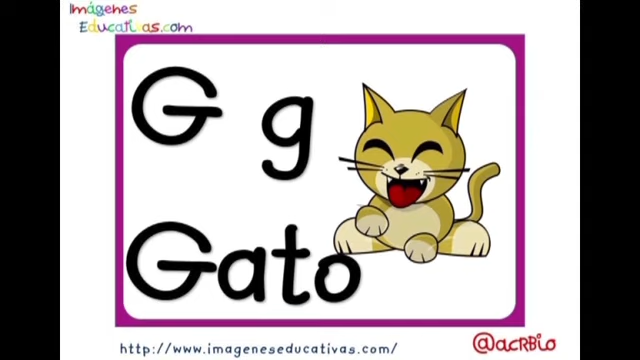 Imágenes
Educativas.com
G g
Gato
http://www.imageneseducativas.com/
@acrbio